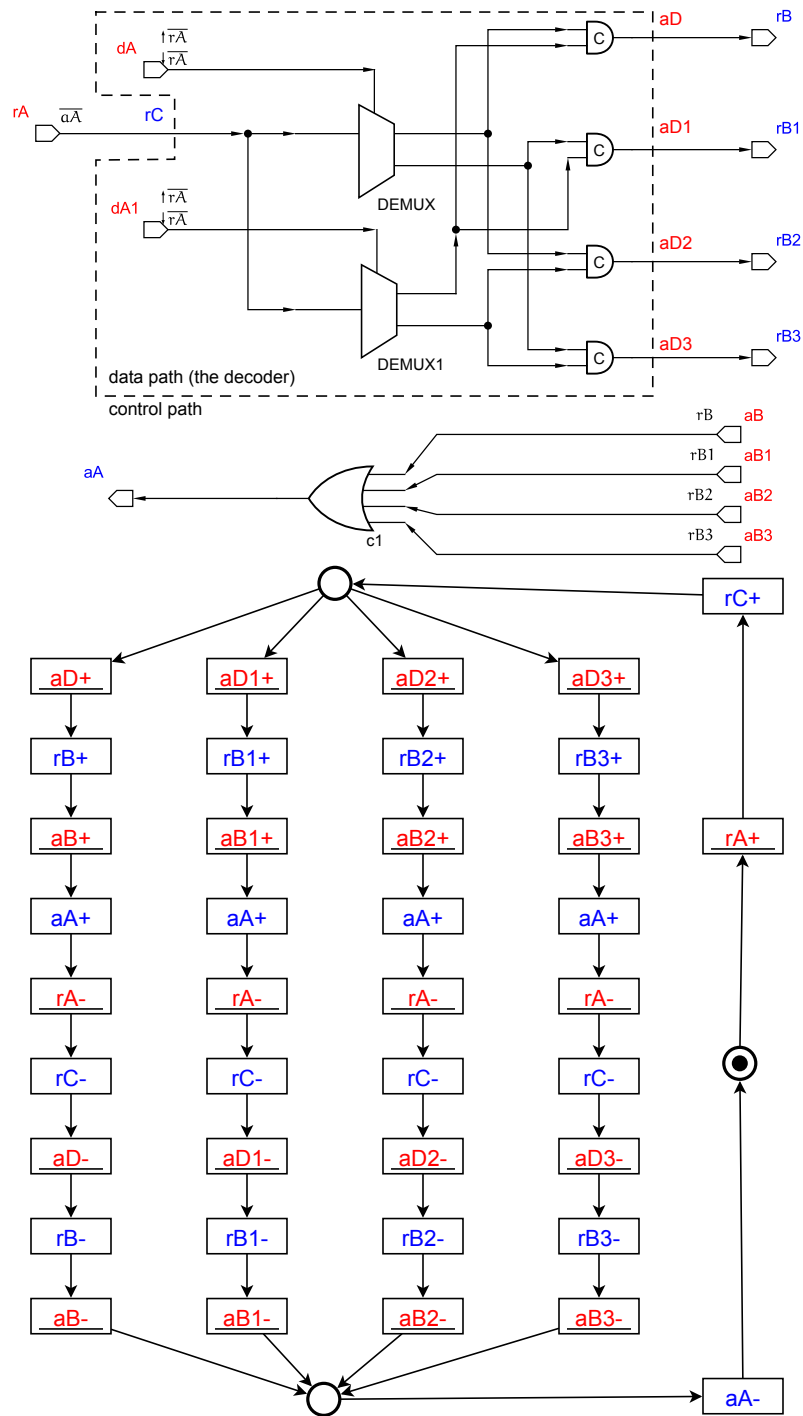 aD rB
dA ↑rA̅
↓rA̅
C
rA aA̅ rC
aD1 rB1
C
DEMUX
dA1 ↑rA̅
↓rA̅
aD2 rB2
C
aD3 rB3
C
DEMUX1
data path (the decoder)
control path
rB aB
rB1 aB1
aA
rB2 aB2
rB3 aB3
c1
rC+
aD+ aD1+ aD2+ aD3+
rB+ rB1+ rB2+ rB3+
aB+ aB1+ aB2+ aB3+ rA+
aA+ aA+ aA+ aA+
rA- rA- rA- rA-
rC- rC- rC- rC-
aD- aD1- aD2- aD3-
rB- rB1- rB2- rB3-
aB- aB1- aB2- aB3-
aA-